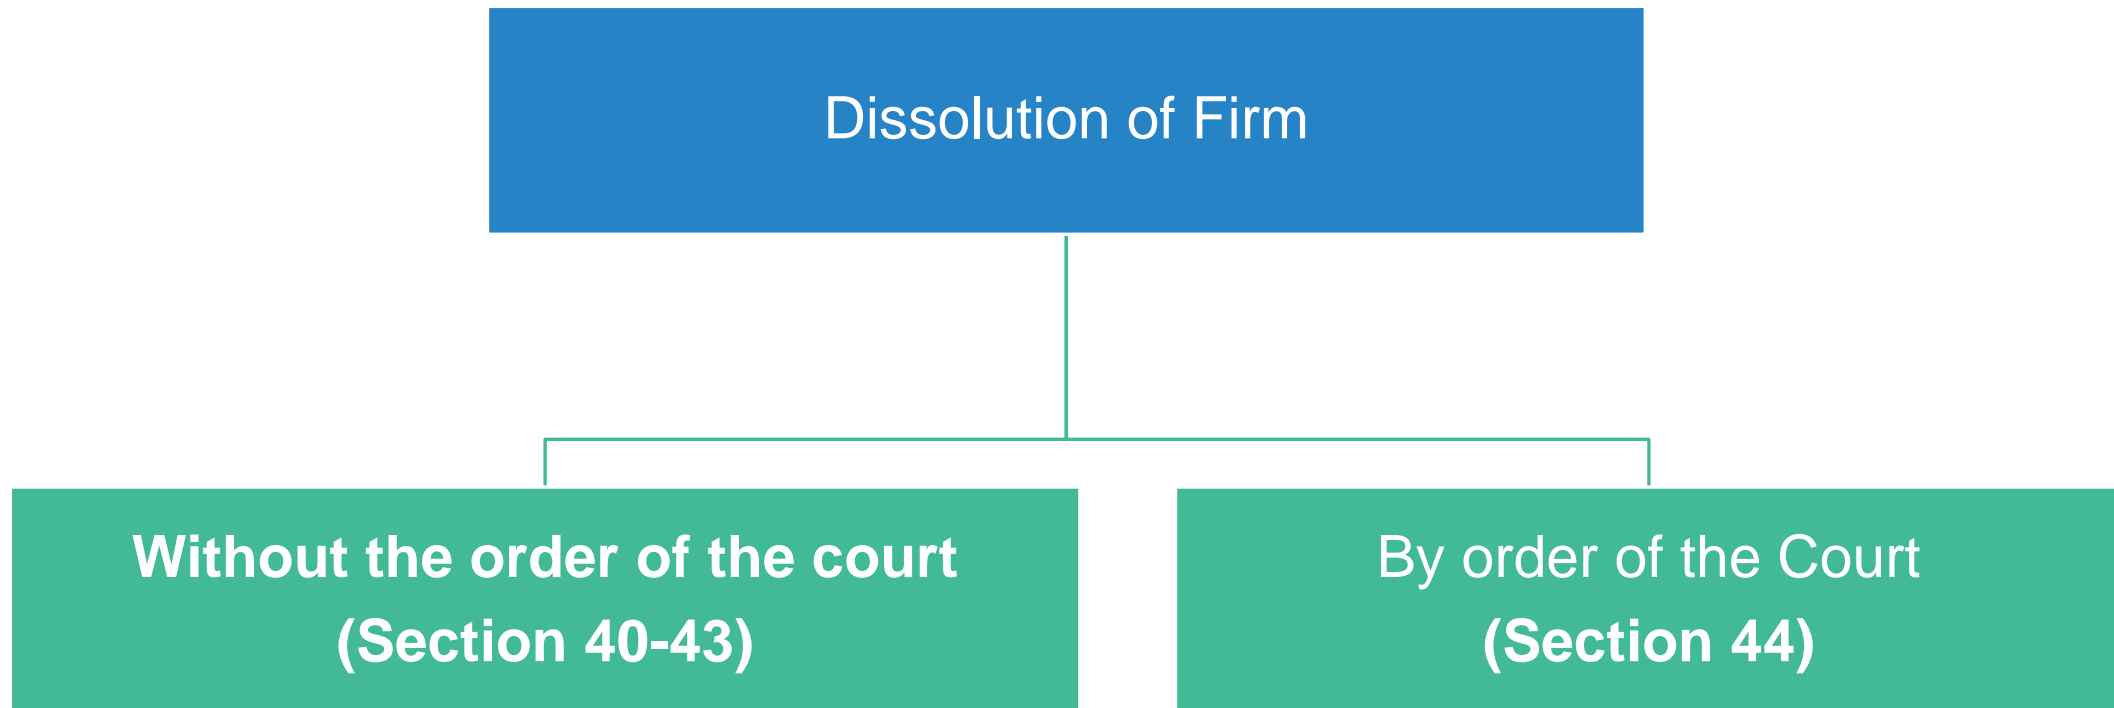 Dissolution of Firm
Without the order of the court
(Section 40-43)
By order of the Court
(Section 44)